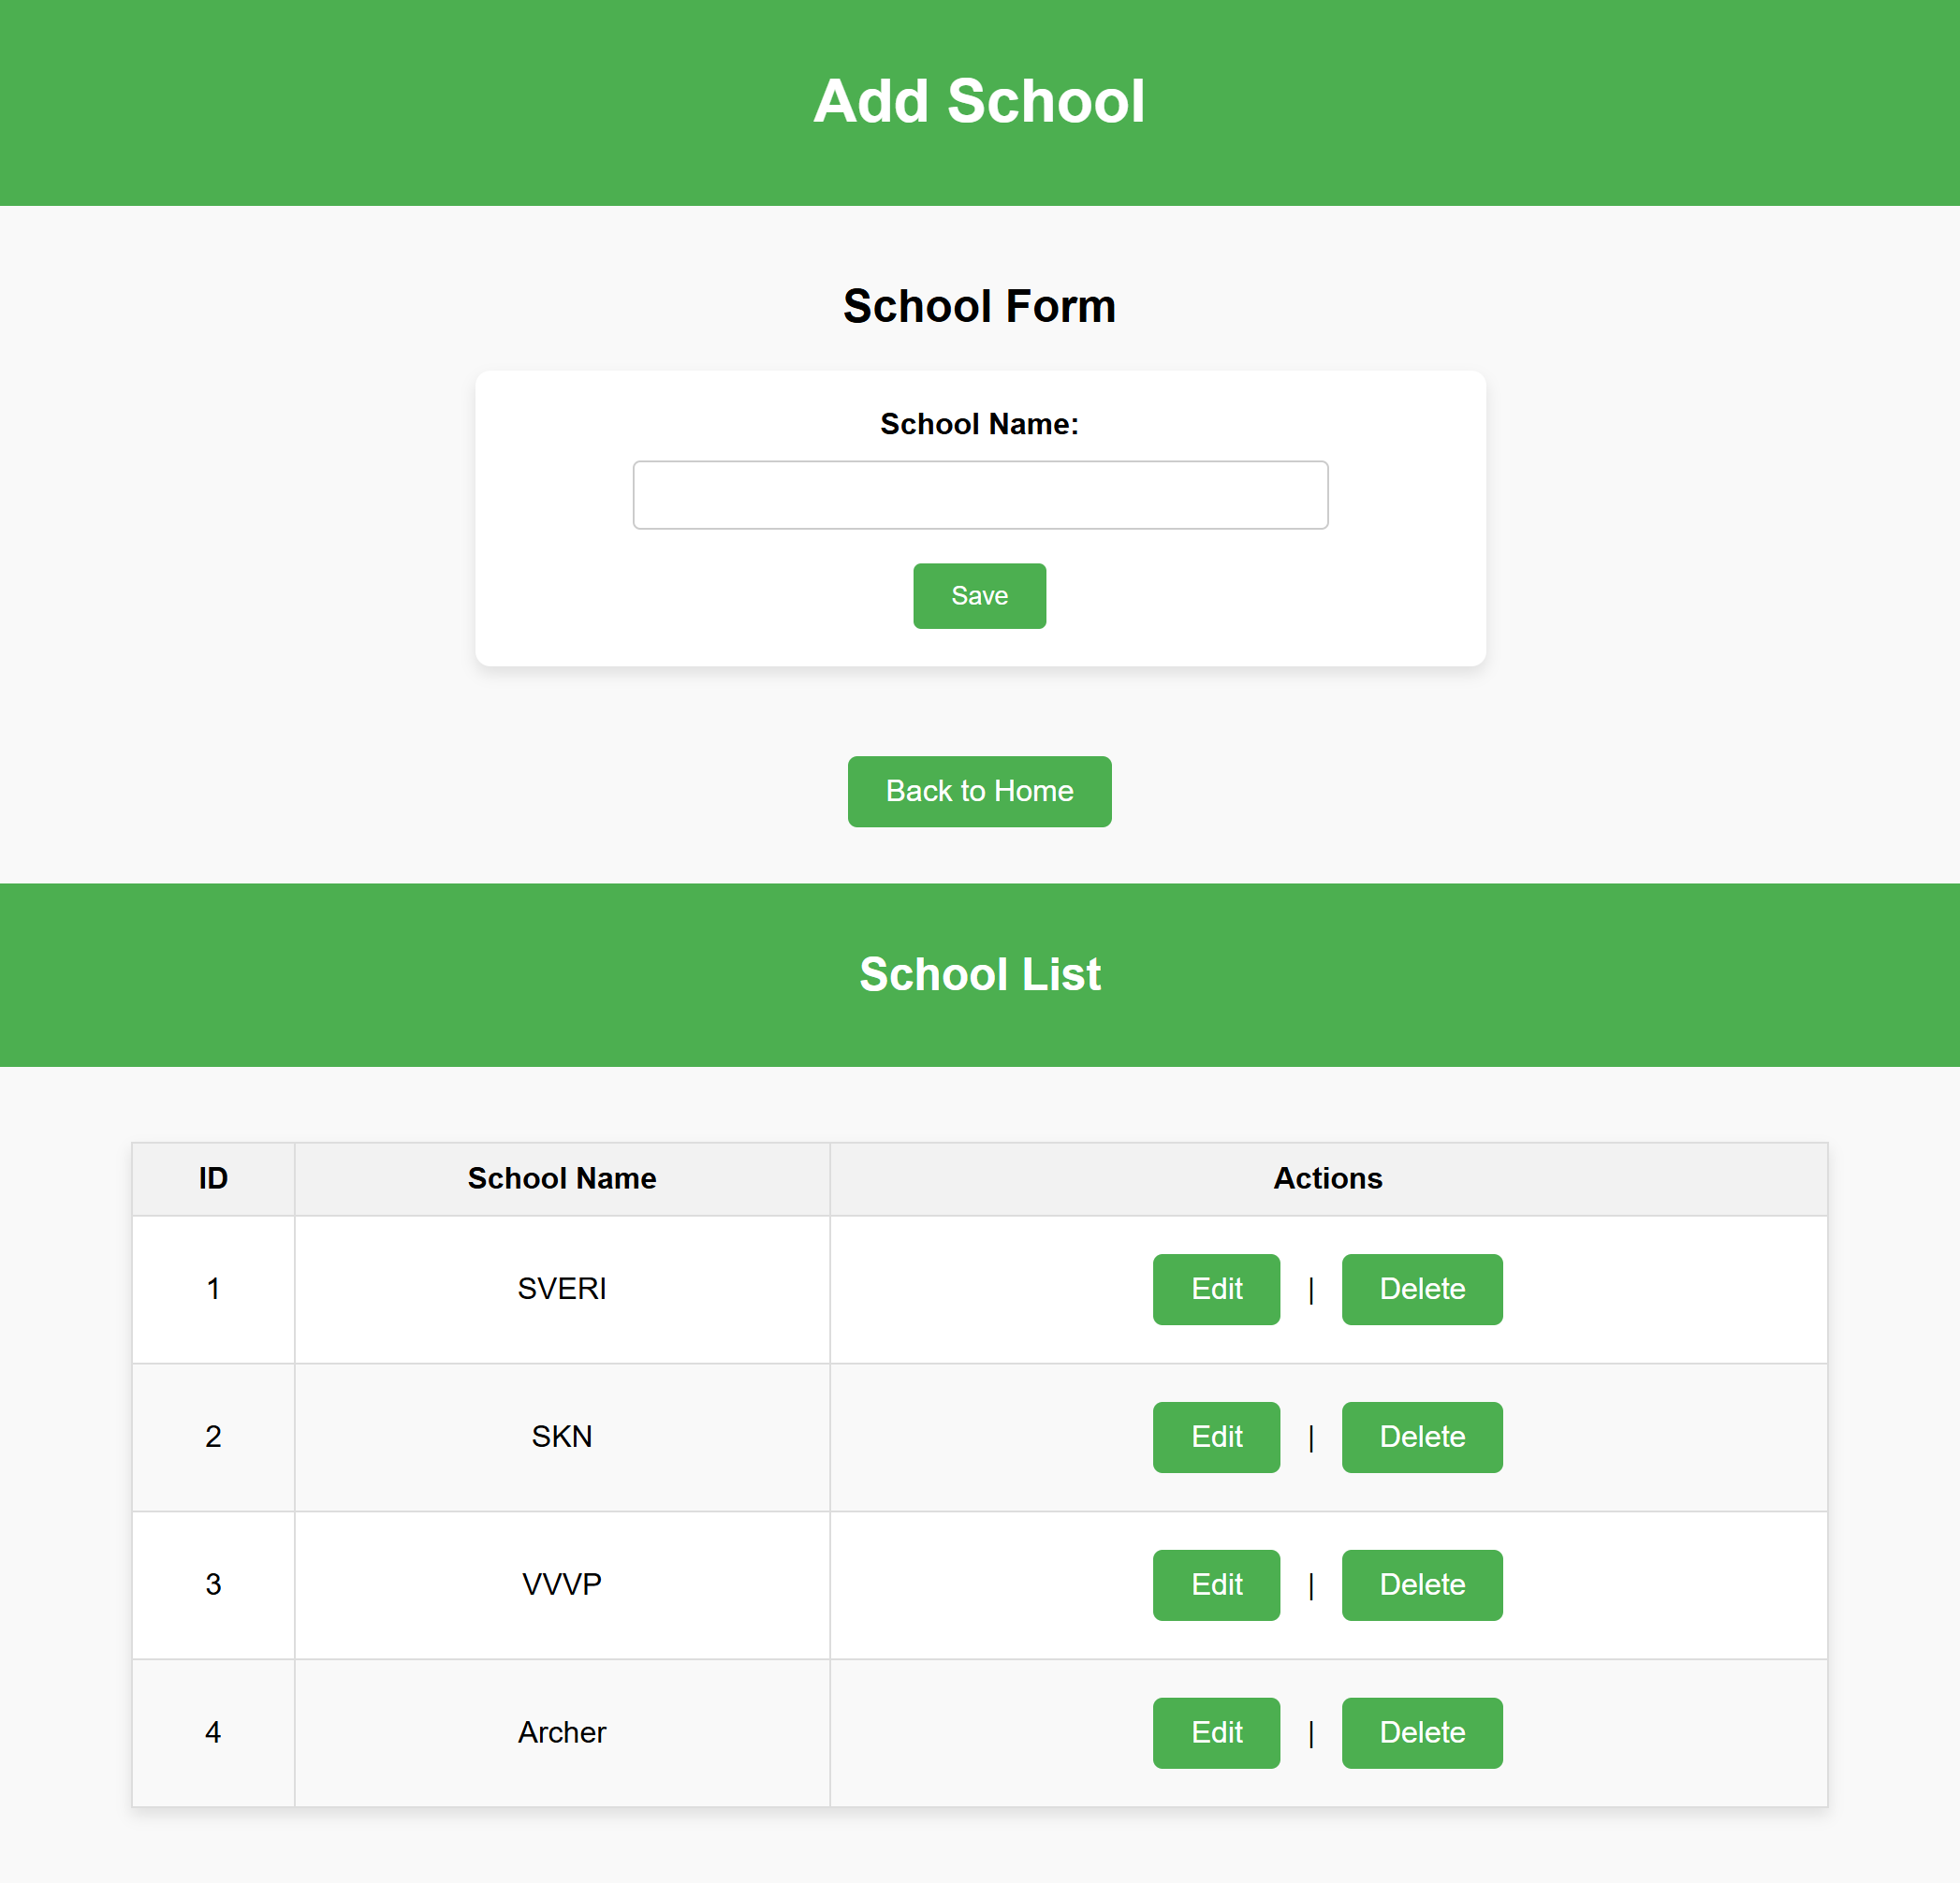 Add School
School Form
School Name:
Save
Back to Home
School List
ID School Name Actions
1 SVERI Edit | Delete
2 SKN Edit | Delete
3 VVVP Edit | Delete
4 Archer Edit | Delete